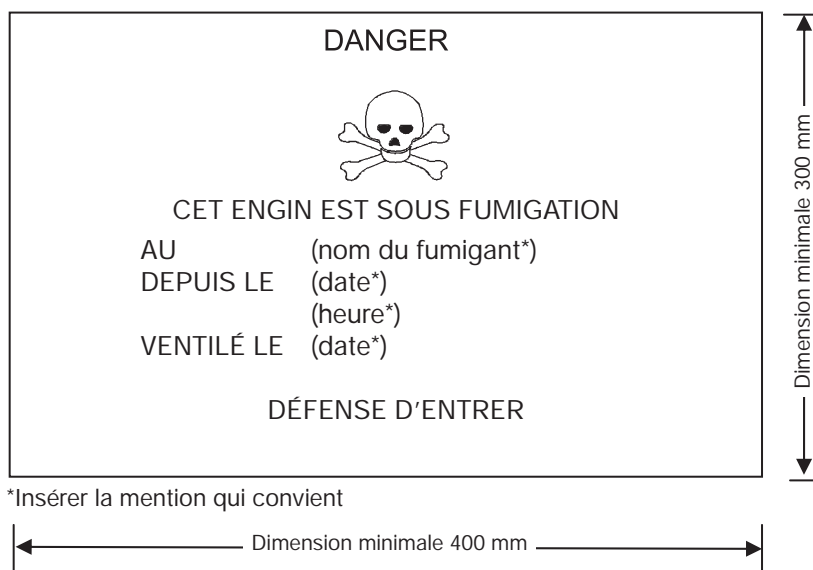 DANGER
CET ENGIN EST SOUS FUMIGATION
AU (nom du fumigant*)
DEPUIS LE (date*)
(heure*)
VENTILÉ LE (date*)
DÉFENSE D'ENTRER
*Insérer la mention qui convient
Dimension minimale 400 mm
Dimension minimale 300 mm